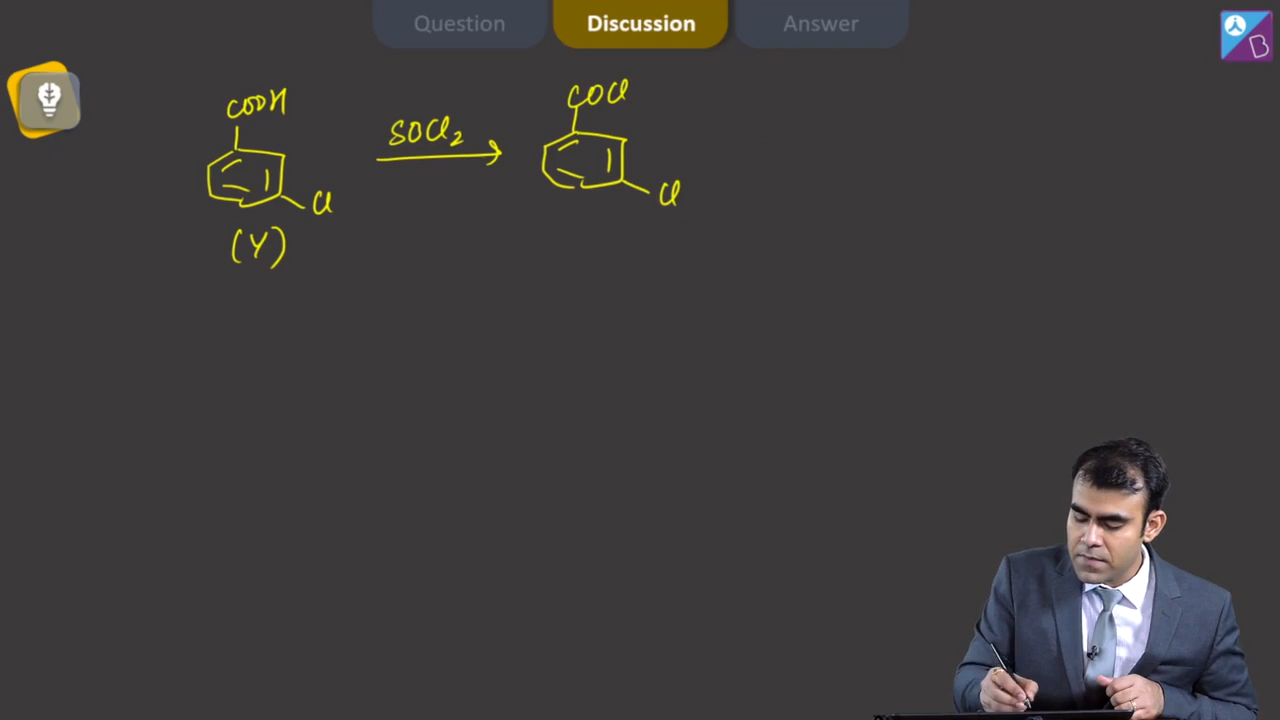 Question
Discussion
Answer
COOH
Cl
(Y)
SOCl2
COCl
Cl
B